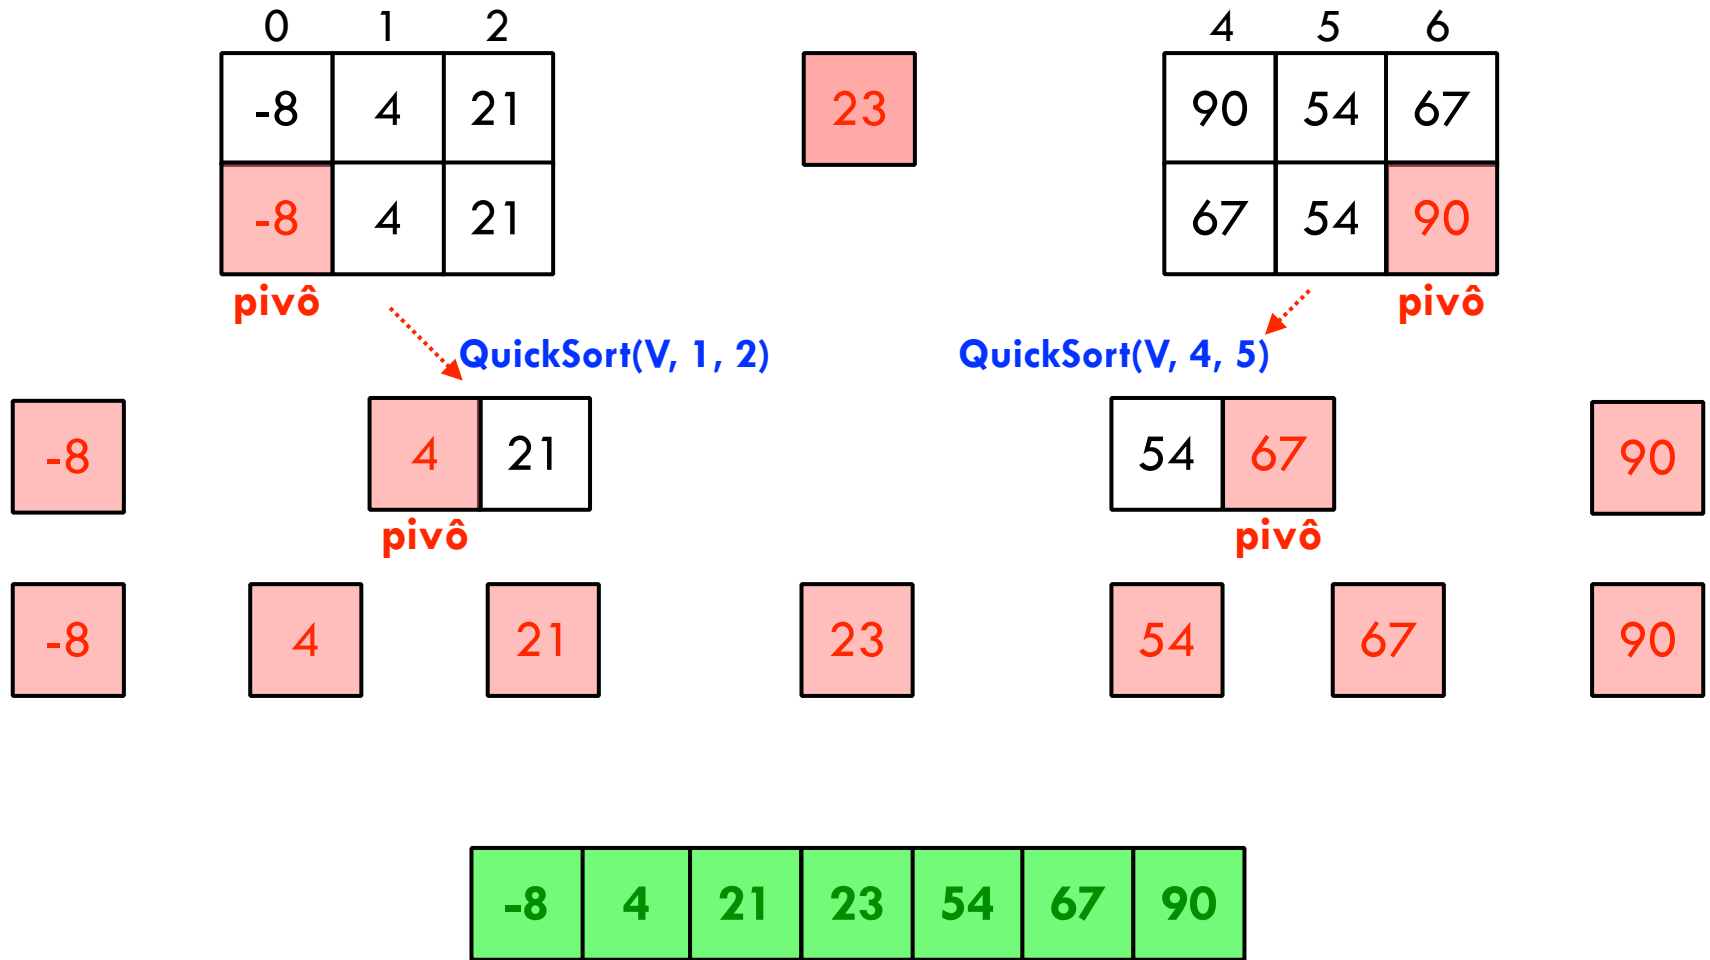 0 1 2 4 5 6
-8 4 21 23 90 54 67
-8 4 21 67 54 90
pivô pivô
QuickSort(V, 1, 2) QuickSort(V, 4, 5)
-8 4 21 54 67 90
pivô pivô
-8 4 21 23 54 67 90
-8 4 21 23 54 67 90